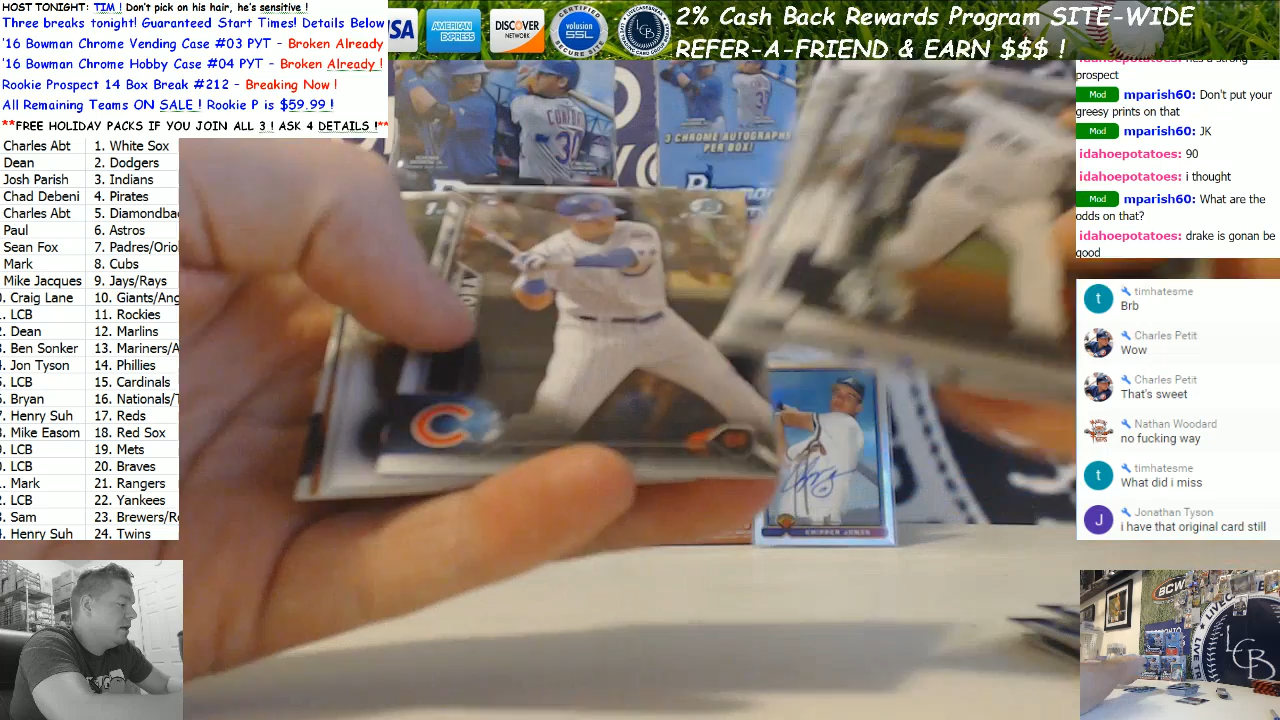 HOST TONIGHT: TIM ! Don't pick on his hair, he's sensitive !
Three breaks tonight! Guaranteed Start Times! Details Below
'16 Bowman Chrome Vending Case #03 PYT - Broken Already
'16 Bowman Chrome Hobby Case #04 PYT - Broken Already !
Rookie Prospect 14 Box Break #212 - Breaking Now !
All Remaining Teams ON SALE ! Rookie P is $59.99 !
**FREE HOLIDAY PACKS IF YOU JOIN ALL 3 ! ASK 4 DETAILS !**
VISA
AMERICAN EXPRESS
DISCOVER NETWORK
CERTIFIED
volusion
SECURE SITE
2% Cash Back Rewards Program SITE-WIDE
REFER-A-FRIEND & EARN $$$ !
Charles Abt 1. White Sox
Dean 2. Dodgers
Josh Parish 3. Indians
Chad Debeni 4. Pirates
Charles Abt 5. Diamondba
Paul 6. Astros
Sean Fox 7. Padres/Orio
Mark 8. Cubs
Mike Jacques 9. Jays/Rays
. Craig Lane 10. Giants/Ang
. LCB 11. Rockies
. Dean 12. Marlins
. Ben Sonker 13. Mariners/A
. Jon Tyson 14. Phillies
. LCB 15. Cardinals
. Bryan 16. Nationals/T
. Henry Suh 17. Reds
. Mike Easom 18. Red Sox
. LCB 19. Mets
. LCB 20. Braves
. Mark 21. Rangers
. LCB 22. Yankees
. Sam 23. Brewers/R
. Henry Suh 24. Twins
3 CHROME AUTOGRAPHS
PER BOX!
CHIPPER JONES
prospect
Mod mparish60: Don't put your
greesy prints on that
Mod mparish60: JK
idahoepotatoes: 90
idahoepotatoes: i thought
Mod mparish60: What are the
odds on that?
idahoepotatoes: drake is gonan be
good
t timhatesme
Brb
Charles Petit
Wow
Charles Petit
That's sweet
Nathan Woodard
no fucking way
t timhatesme
What did i miss
J Jonathan Tyson
i have that original card still
BCW
LCB